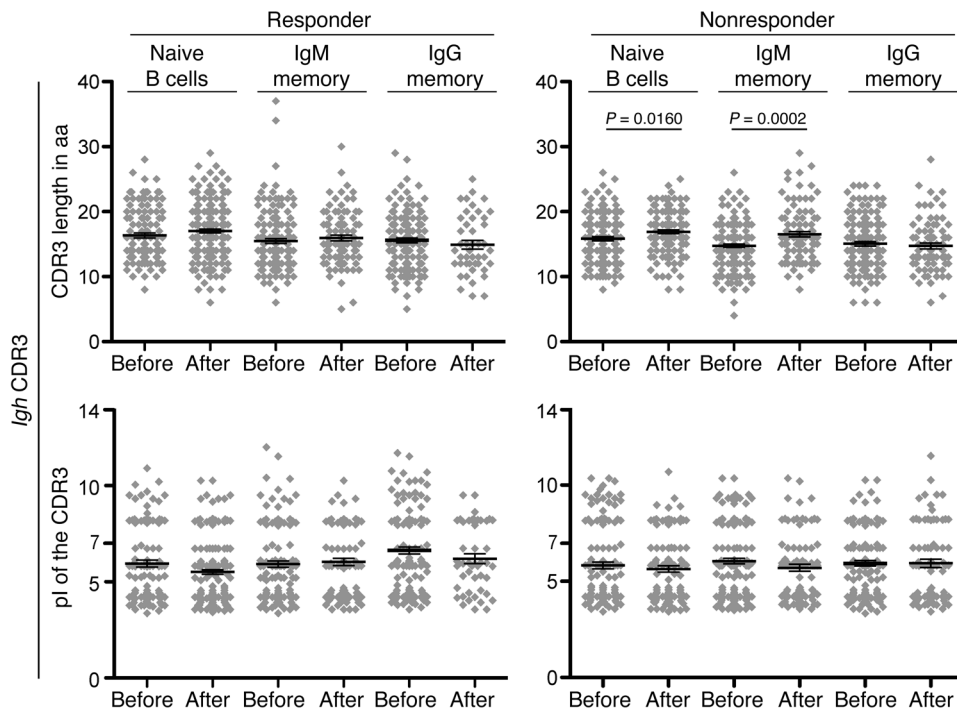 Responder
Nonresponder
Naive
B cells
IgM
memory
IgG
memory
Naive
B cells
IgM
memory
IgG
memory
Igh CDR3
CDR3 length in aa
40
30
20
10
0
P = 0.0160
P = 0.0002
Before After Before After Before After
Before After Before After Before After
pI of the CDR3
14
10
7
5
0
14
10
7
5
0
Before After Before After Before After
Before After Before After Before After
40
30
20
10
0